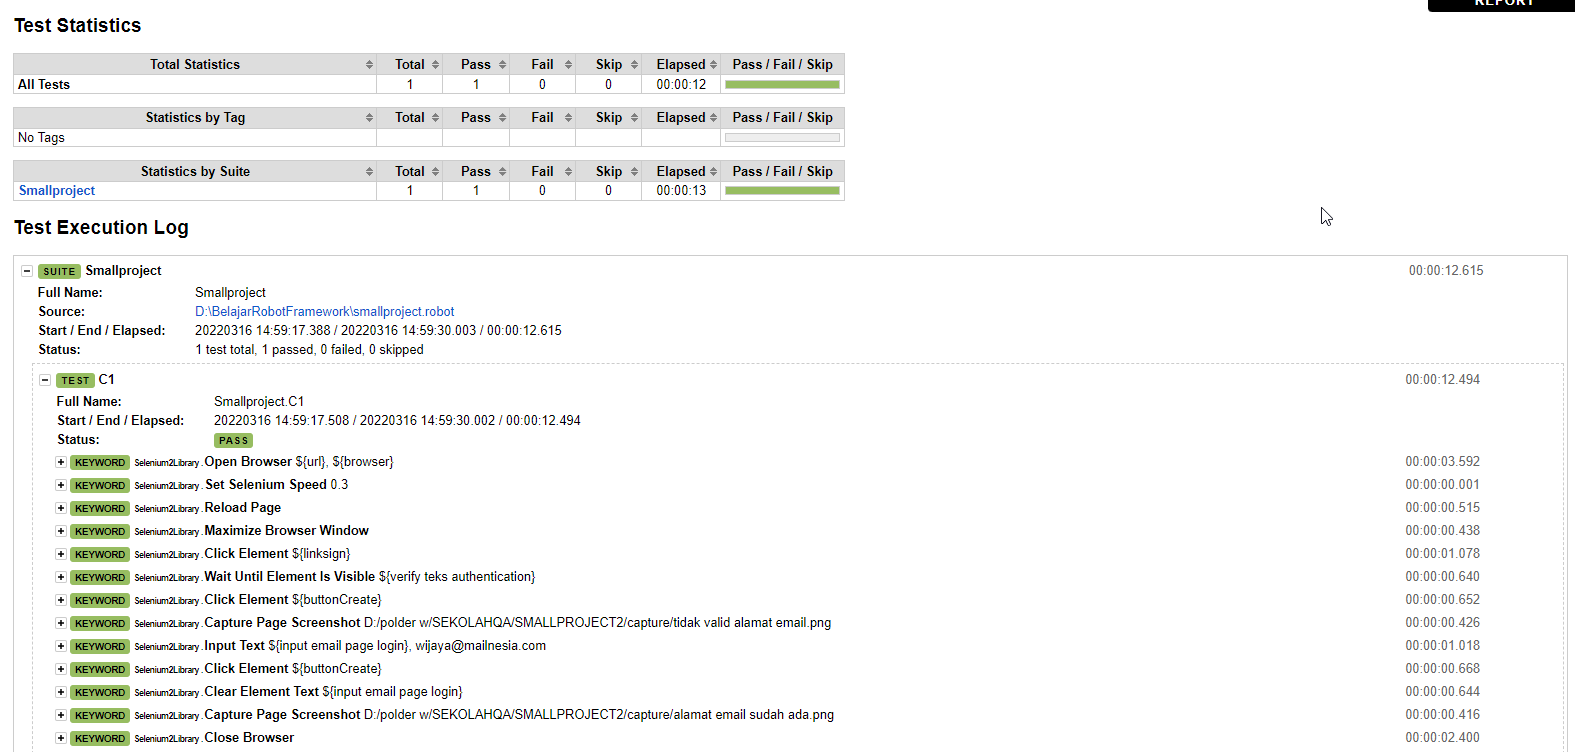 REPORT
Test Statistics
Total Statistics Total Pass Fail Skip Elapsed Pass / Fail / Skip
All Tests 1 1 0 0 00:00:12
Statistics by Tag Total Pass Fail Skip Elapsed Pass / Fail / Skip
No Tags
Statistics by Suite Total Pass Fail Skip Elapsed Pass / Fail / Skip
Smallproject 1 1 0 0 00:00:13
Test Execution Log
SUITE Smallproject 00:00:12.615
Full Name: Smallproject
Source: D:\BelajarRobotFramework\smallproject.robot
Start / End / Elapsed: 20220316 14:59:17.388 / 20220316 14:59:30.003 / 00:00:12.615
Status: 1 test total, 1 passed, 0 failed, 0 skipped
TEST C1 00:00:12.494
Full Name: Smallproject.C1
Start / End / Elapsed: 20220316 14:59:17.508 / 20220316 14:59:30.002 / 00:00:12.494
Status: PASS
KEYWORD Selenium2Library.Open Browser ${url}, ${browser} 00:00:03.592
KEYWORD Selenium2Library.Set Selenium Speed 0.3 00:00:00.001
KEYWORD Selenium2Library.Reload Page 00:00:00.515
KEYWORD Selenium2Library.Maximize Browser Window 00:00:00.438
KEYWORD Selenium2Library.Click Element ${linksign} 00:00:01.078
KEYWORD Selenium2Library.Wait Until Element Is Visible ${verify teks authentication} 00:00:00.640
KEYWORD Selenium2Library.Click Element ${buttonCreate} 00:00:00.652
KEYWORD Selenium2Library.Capture Page Screenshot D:/polder w/SEKOLAHQA/SMALLPROJECT2/capture/tidak valid alamat email.png 00:00:00.426
KEYWORD Selenium2Library.Input Text ${input email page login}, wijaya@mailnesia.com 00:00:01.018
KEYWORD Selenium2Library.Click Element ${buttonCreate} 00:00:00.668
KEYWORD Selenium2Library.Clear Element Text ${input email page login} 00:00:00.644
KEYWORD Selenium2Library.Capture Page Screenshot D:/polder w/SEKOLAHQA/SMALLPROJECT2/capture/alamat email sudah ada.png 00:00:00.416
KEYWORD Selenium2Library.Close Browser 00:00:02.400